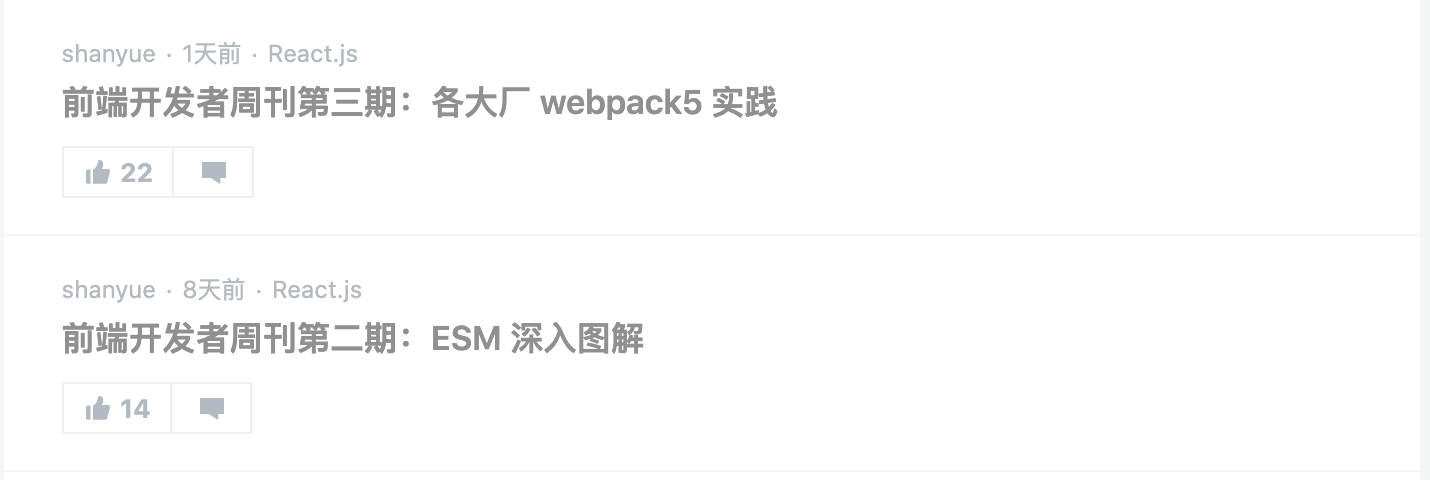 shanyue · 1天前 · React.js
前端开发者周刊第三期：各大厂 webpack5 实践
22
shanyue · 8天前 · React.js
前端开发者周刊第二期：ESM 深入图解
14